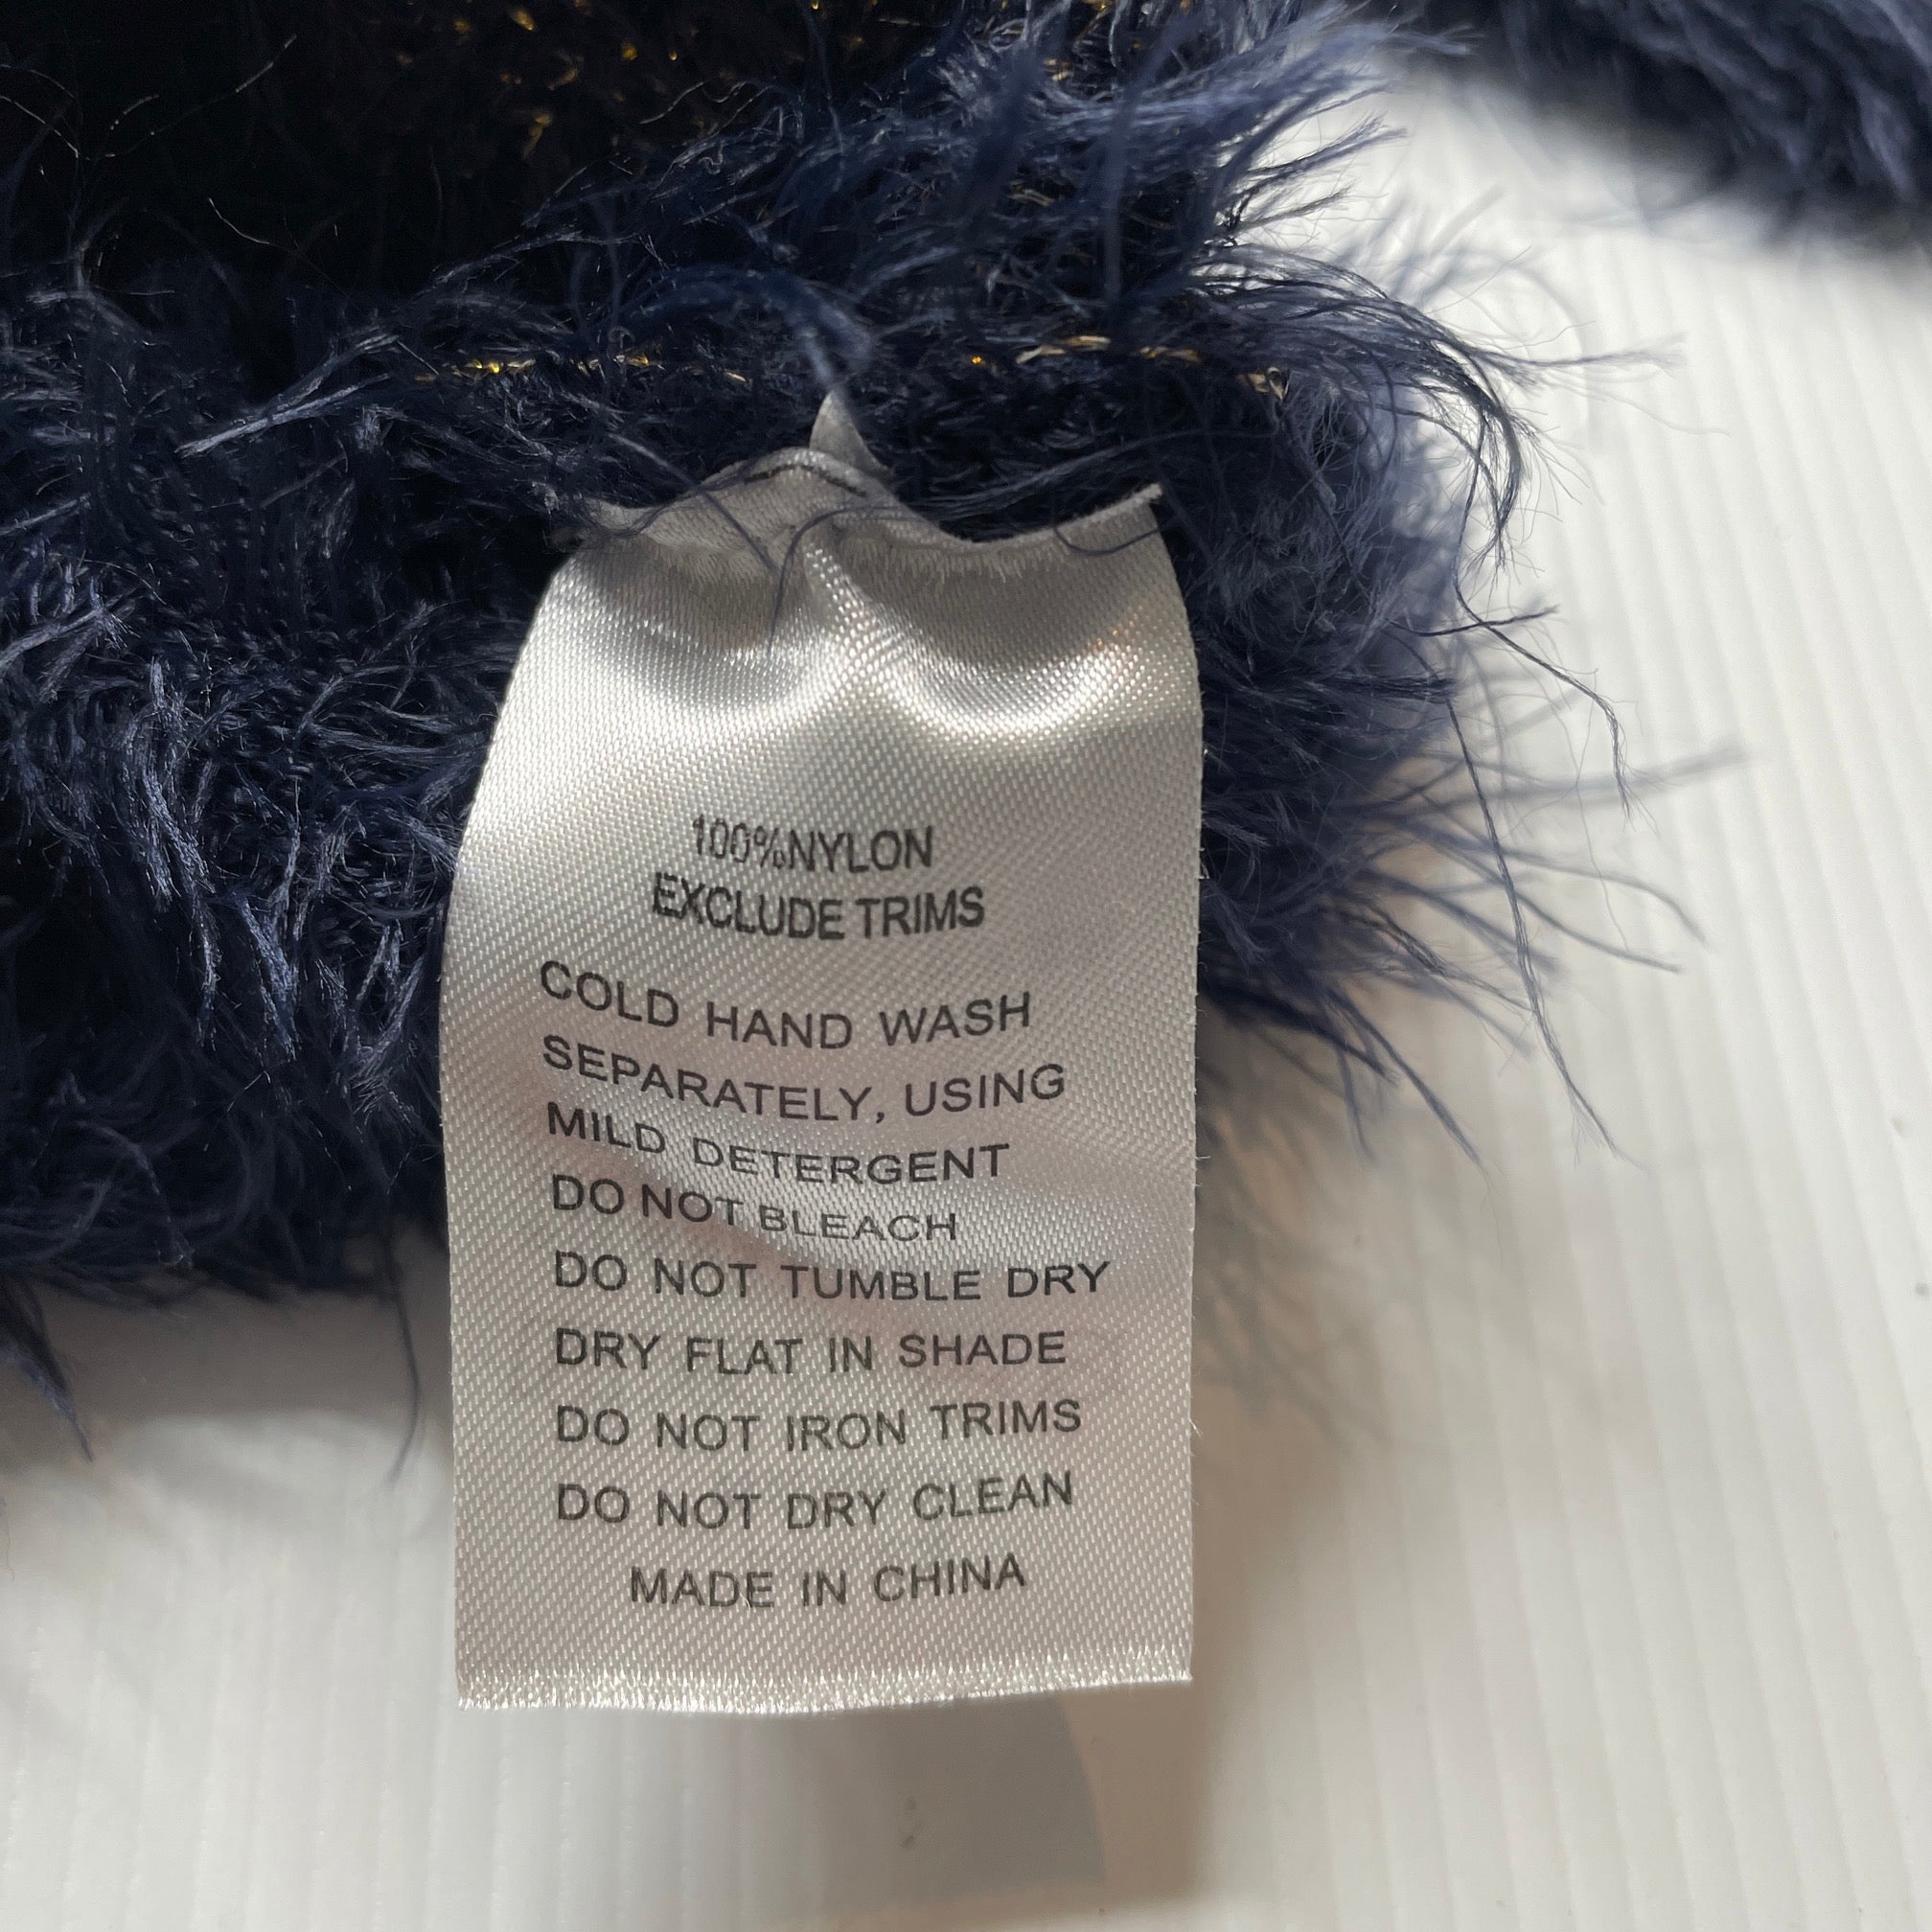 100%NYLON
EXCLUDE TRIMS
COLD HAND WASH
SEPARATELY, USING
MILD DETERGENT
DO NOT BLEACH
DO NOT TUMBLE DRY
DRY FLAT IN SHADE
DO NOT IRON TRIMS
DO NOT DRY CLEAN
MADE IN CHINA